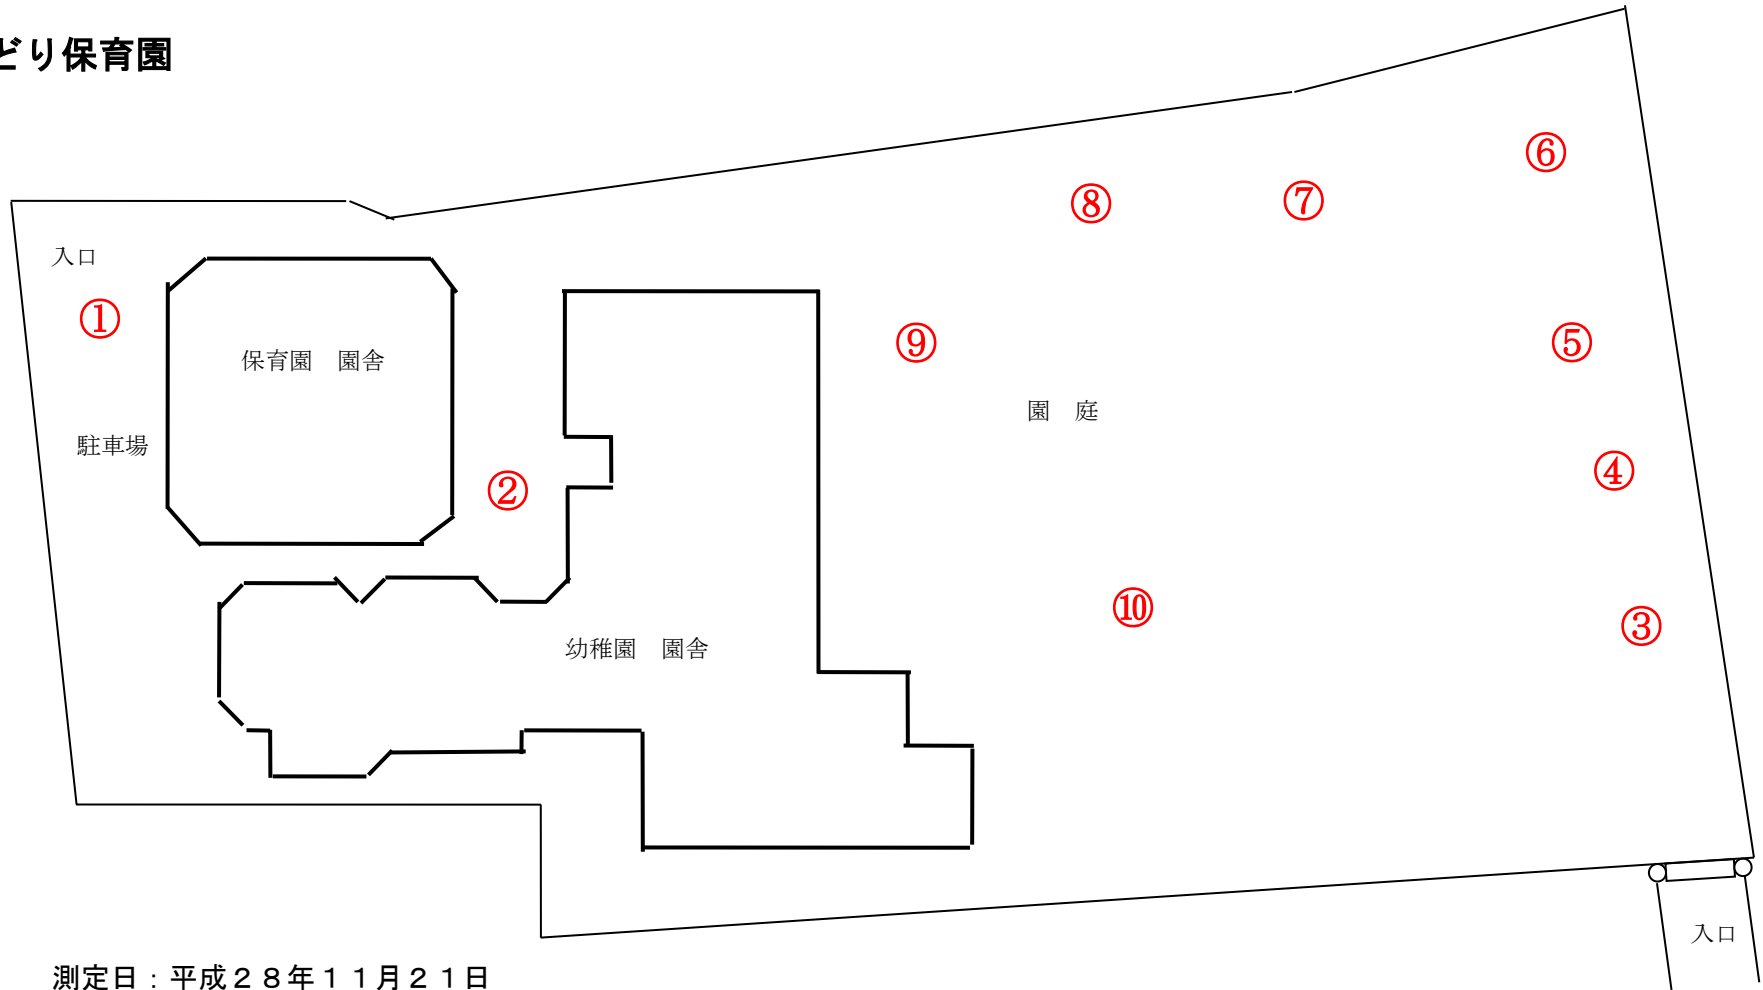 どり保育園
⑥
⑧ ⑦
入口
①
⑨ ⑤
保育園　園舎
園　庭
駐車場
④
②
⑩
③
幼稚園　園舎
入口
測定日：平成２８年１１月２１日